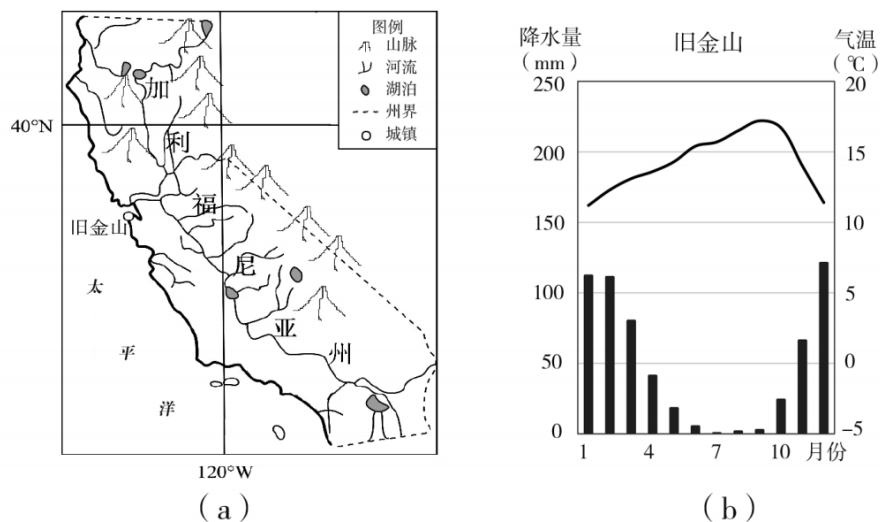 图例
山脉
河流
湖泊
州界
城镇
40°N
加
利
福
尼
亚
州
旧金山
太
平
洋
120°W
(a)
降水量
(mm)
旧金山
气温
(℃)
250
200
150
100
50
0
20
15
10
5
0
-5
1 4 7 10 月份
(b)